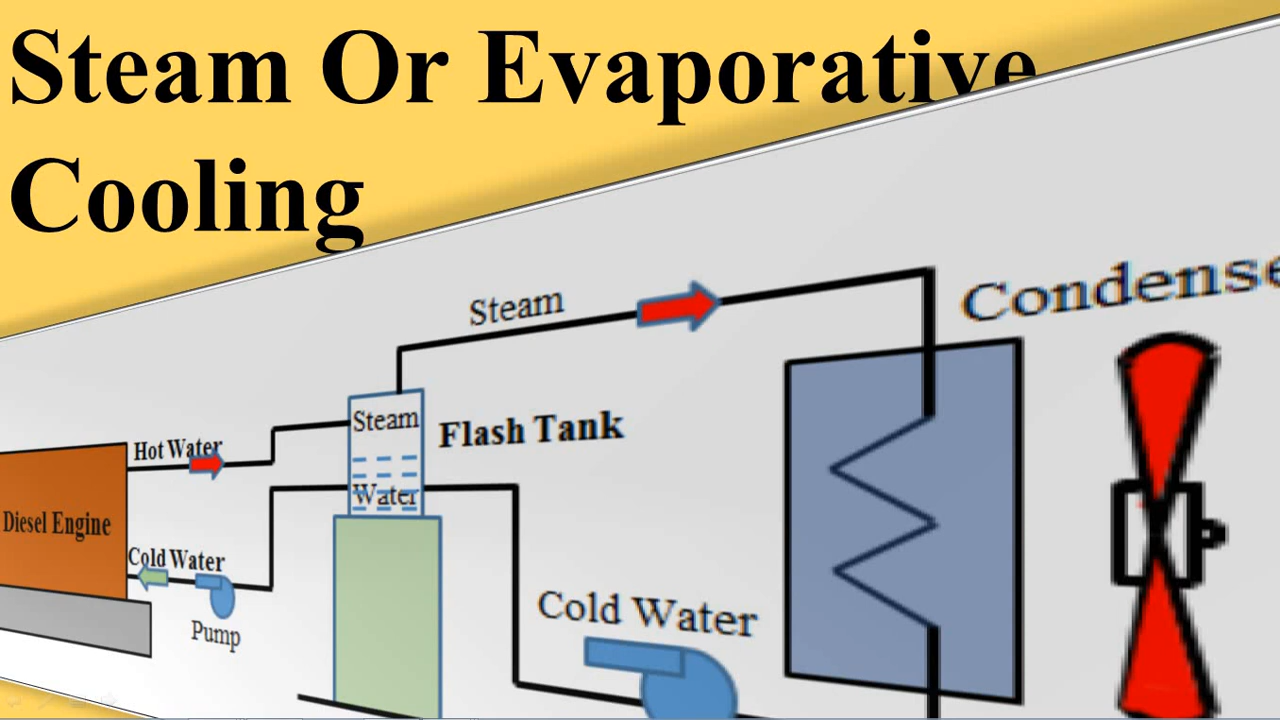 Steam Or Evaporative
Cooling
Steam
Condense
Steam
Flash Tank
Hot Water
Water
Diesel Engine
Cold Water
Cold Water
Pump